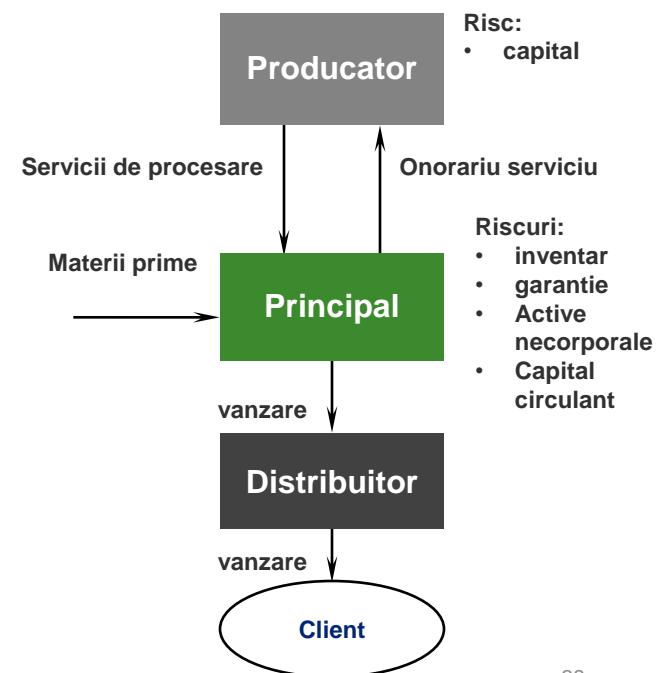 Risc:
• capital
Producator
Servicii de procesare
Onorariu serviciu
Riscuri:
• inventar
• garantie
• Active
necorporale
• Capital
circulant
Materii prime
Principal
vanzare
Distribuitor
vanzare
Client